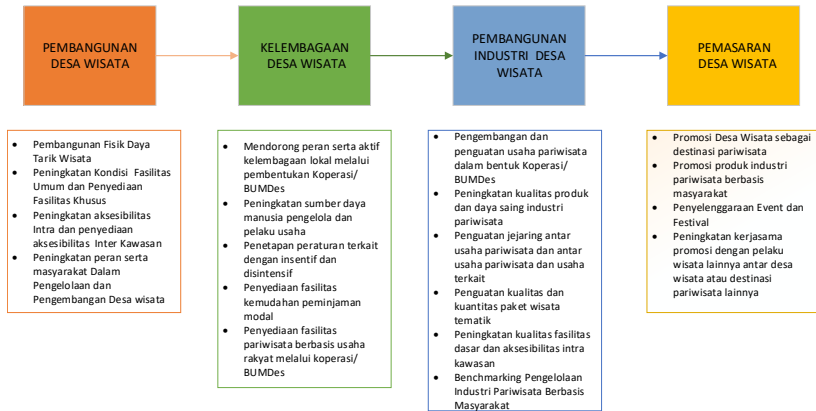 PEMBANGUNAN
DESA WISATA
KELEMBAGAAN
DESA WISATA
PEMBANGUNAN
INDUSTRI DESA
WISATA
PEMASARAN
DESA WISATA
• Pembangunan Fisik Daya
Tarik Wisata
• Peningkatan Kondisi Fasilitas
Umum dan Penyediaan
Fasilitas Khusus
• Peningkatan aksesibilitas
Intra dan penyediaan
aksesibilitas Inter Kawasan
• Peningkatan peran serta
masyarakat Dalam
Pengelolaan dan
Pengembangan Desa wisata
• Mendorong peran serta aktif
kelembagaan lokal melalui
pembentukan Koperasi/
BUMDes
• Peningkatan sumber daya
manusia pengelola dan
pelaku usaha
• Penetapan peraturan terkait
dengan insentif dan
disintensif
• Penyediaan fasilitas
kemudahan peminjaman
modal
• Penyediaan fasilitas
pariwisata berbasis usaha
rakyat melalui koperasi/
BUMDes
• Pengembangan dan
penguatan usaha pariwisata
dalam bentuk Koperasi/
BUMDes
• Peningkatan kualitas produk
dan daya saing industri
pariwisata
• Penguatan jejaring antar
usaha pariwisata dan antar
usaha pariwisata dan usaha
terkait
• Penguatan kualitas dan
kuantitas paket wisata
tematik
• Peningkatan kualitas fasilitas
dasar dan aksesibilitas intra
kawasan
• Benchmarking Pengelolaan
Industri Pariwisata Berbasis
Masyarakat
• Promosi Desa Wisata sebagai
destinasi pariwisata
• Promosi produk industri
pariwisata berbasis
masyarakat
• Penyelenggaraan Event dan
Festival
• Peningkatan kerjasama
promosi dengan pelaku
wisata lainnya antar desa
wisata atau destinasi
pariwisata lainnya